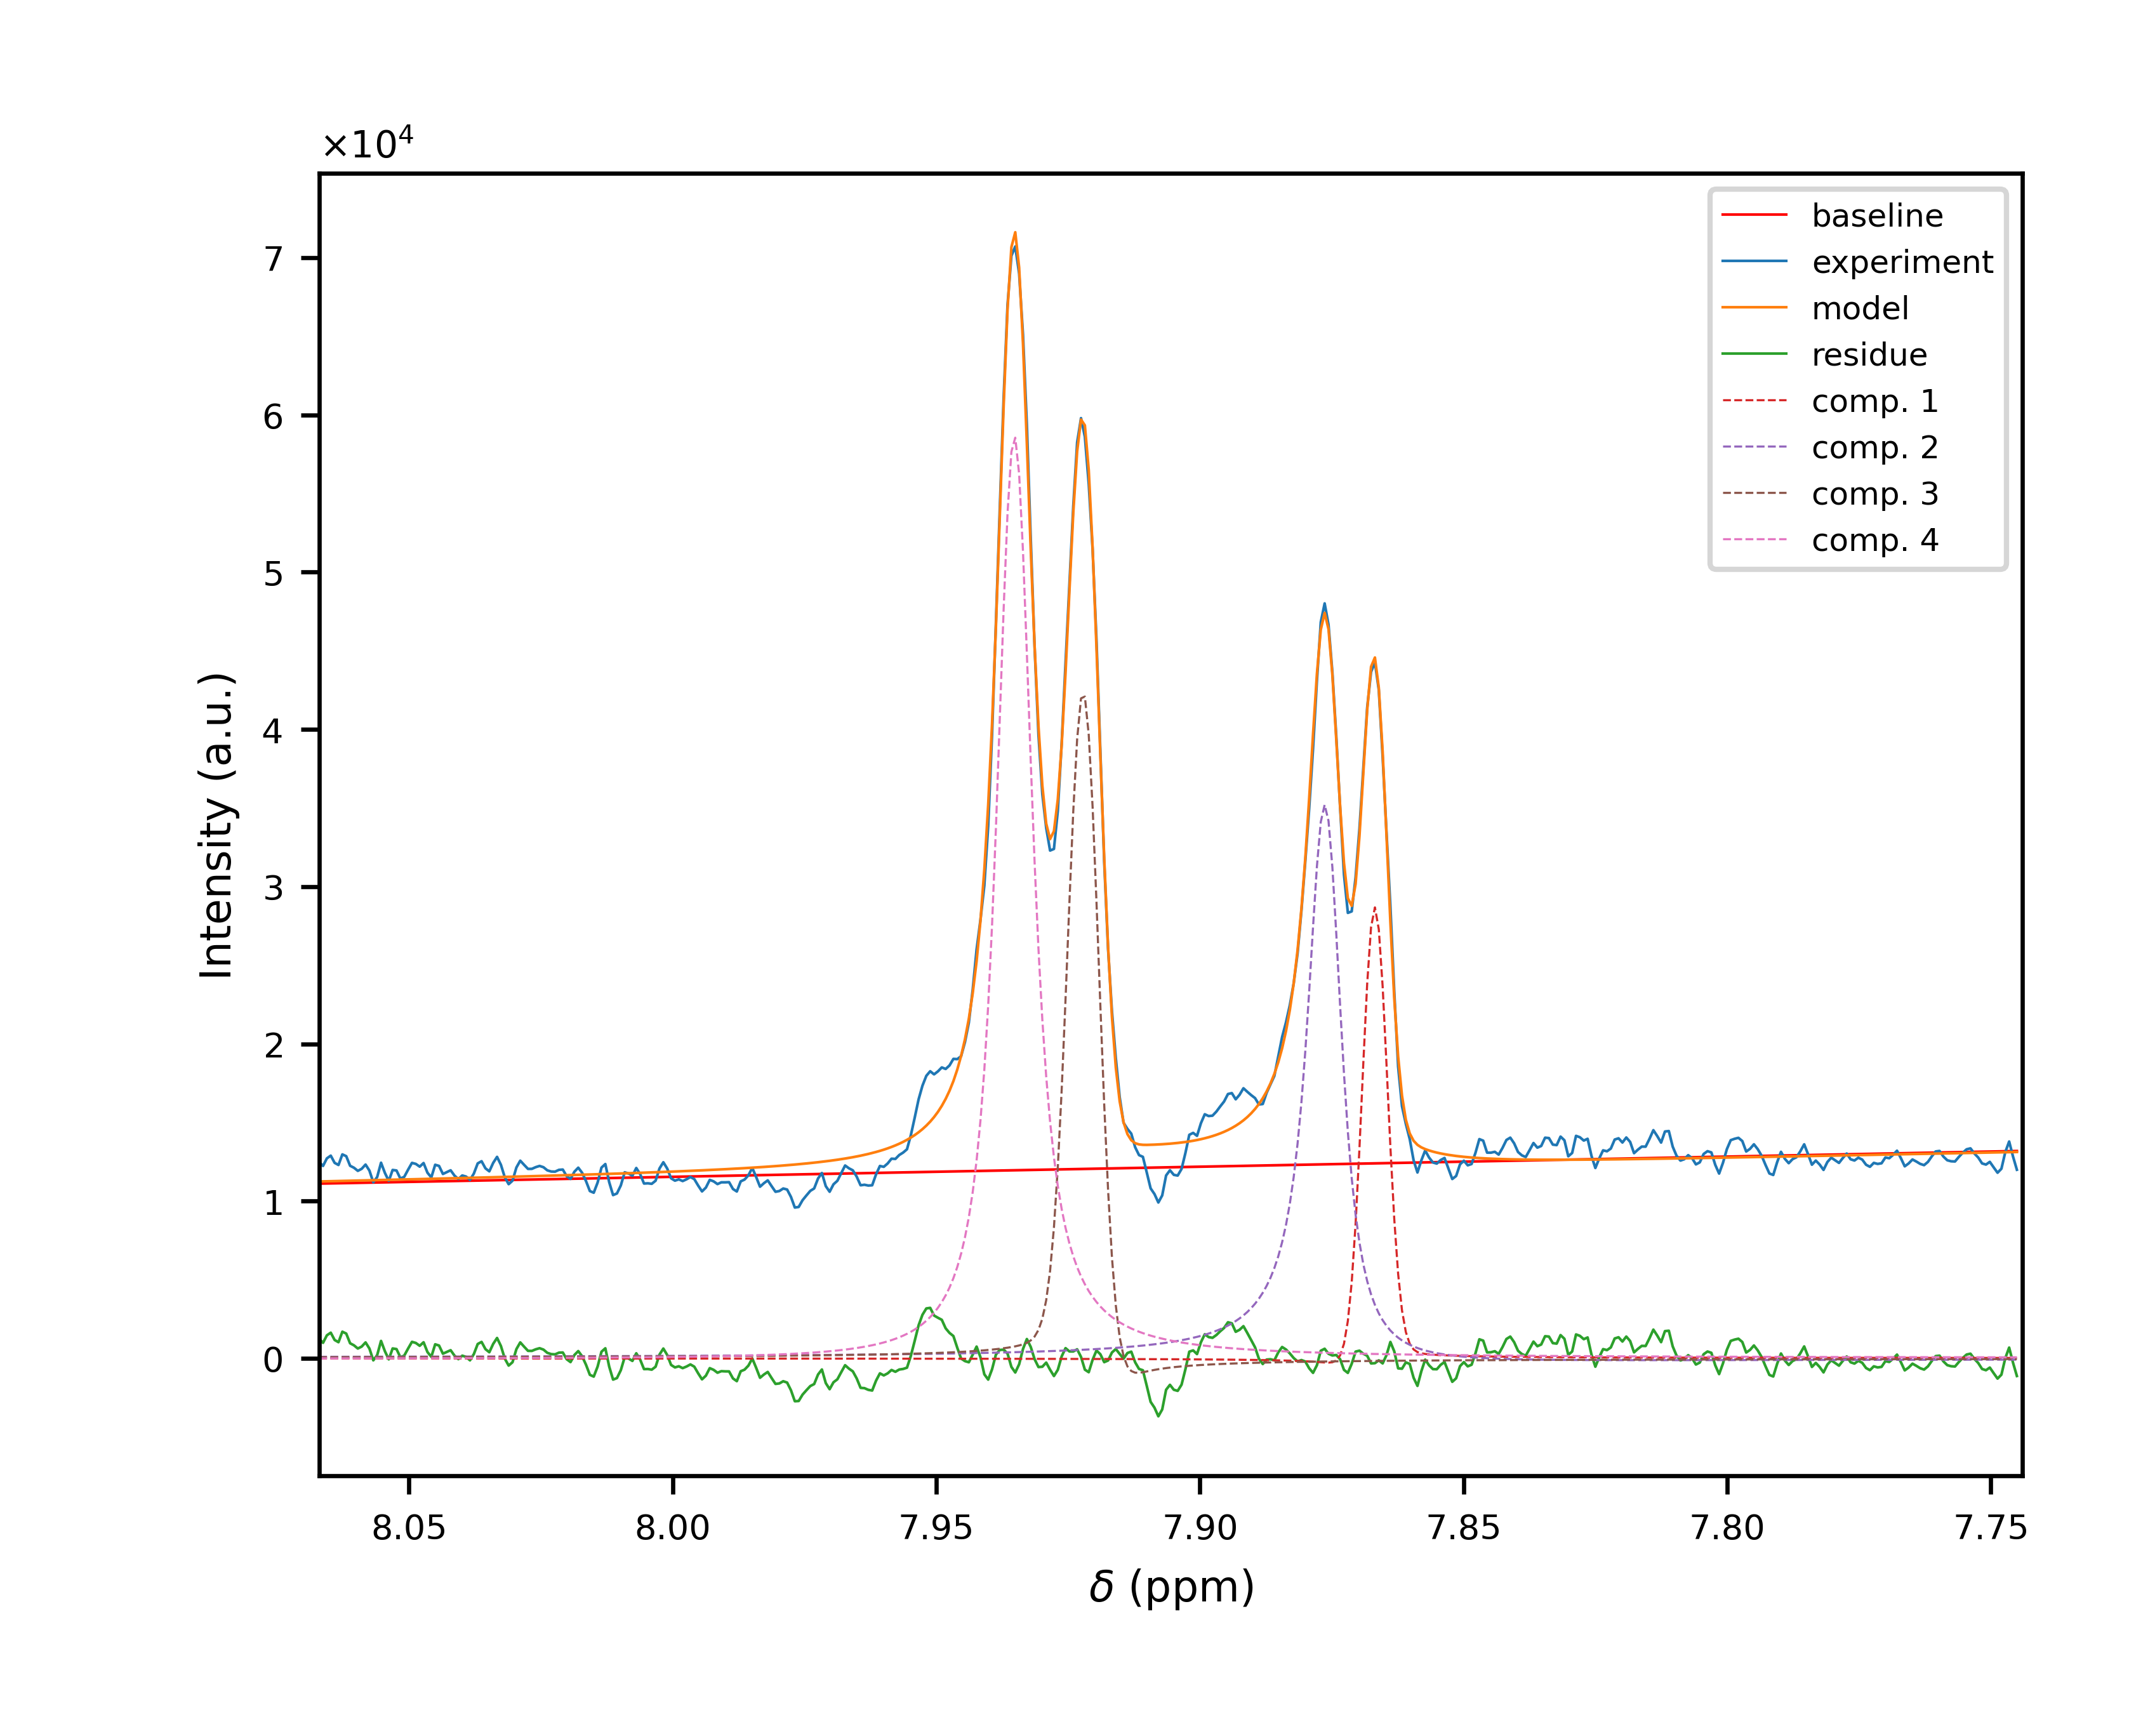 ×10⁴
7
6
5
4
3
2
1
0
Intensity (a.u.)
8.05 8.00 7.95 7.90 7.85 7.80 7.75
δ (ppm)
baseline
experiment
model
residue
comp. 1
comp. 2
comp. 3
comp. 4